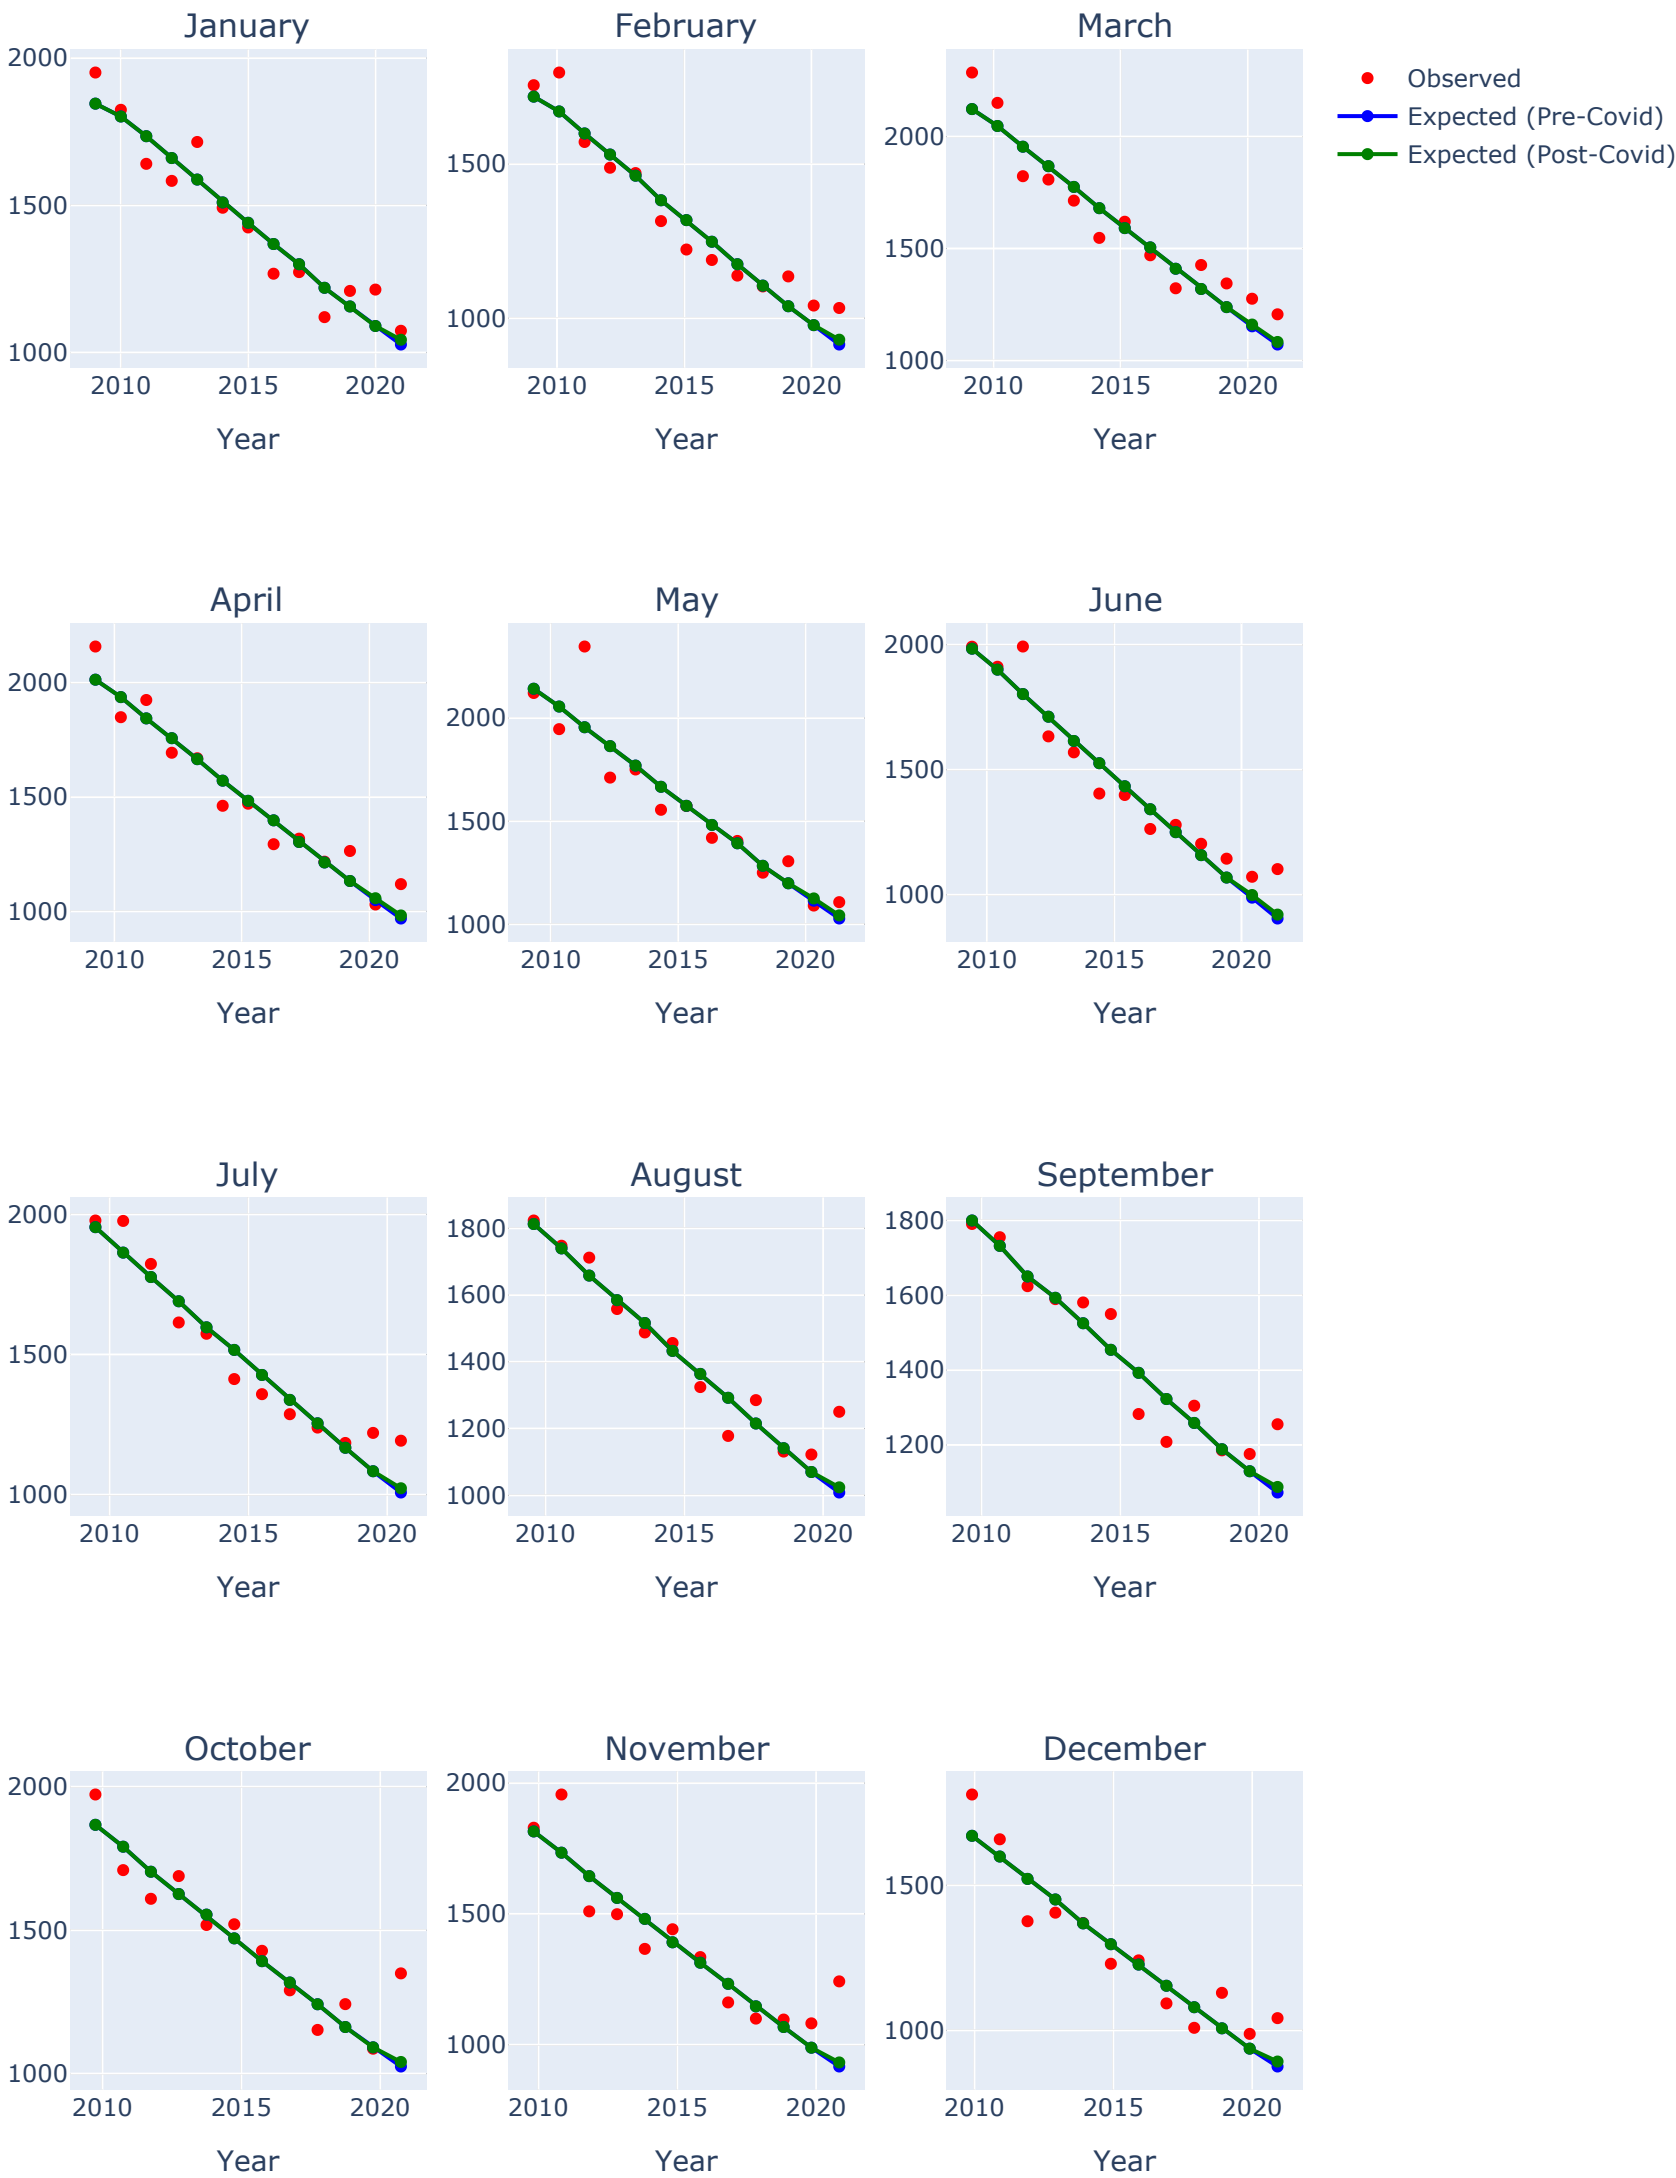 January
February
March
2000
1500
1000
2010 2015 2020
Year
1500
1000
2010 2015 2020
Year
2000
1500
1000
2010 2015 2020
Year
Observed
Expected (Pre-Covid)
Expected (Post-Covid)
April
May
June
2000
1500
1000
2010 2015 2020
Year
2000
1500
1000
2010 2015 2020
Year
2000
1500
1000
2010 2015 2020
Year
July
August
September
2000
1500
1000
2010 2015 2020
Year
1800
1600
1400
1200
1000
2010 2015 2020
Year
1800
1600
1400
1200
2010 2015 2020
Year
October
November
December
2000
1500
1000
2010 2015 2020
Year
2000
1500
1000
2010 2015 2020
Year
1500
1000
2010 2015 2020
Year